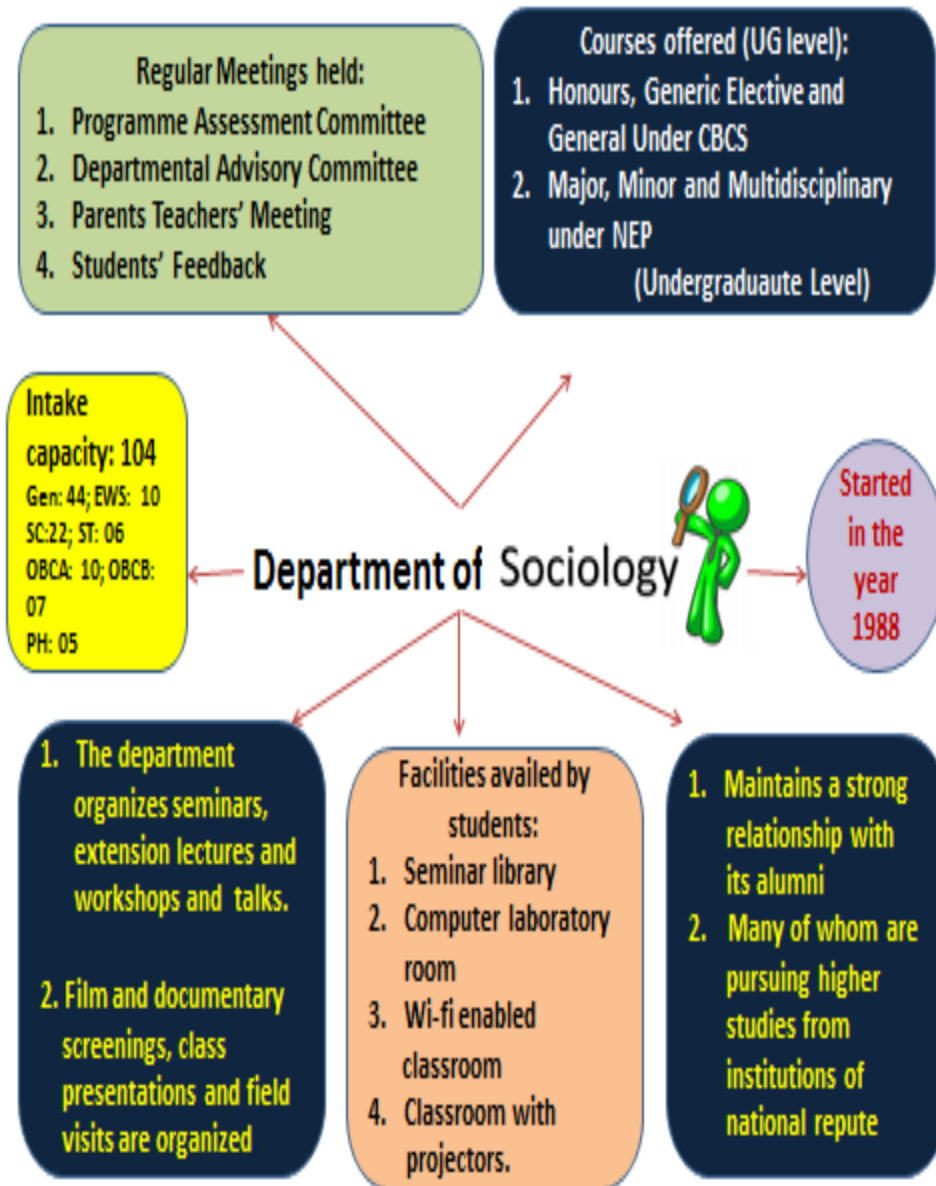 Regular Meetings held:
1. Programme Assessment Committee
2. Departmental Advisory Committee
3. Parents Teachers’ Meeting
4. Students’ Feedback
Courses offered (UG level):
1. Honours, Generic Elective and
General Under CBCS
2. Major, Minor and Multidisciplinary
under NEP
(Undergraduaute Level)
Intake
capacity: 104
Gen: 44; EWS: 10
SC:22; ST: 06
OBCA: 10; OBCB:
07
PH: 05
Department of Sociology
Started
in the
year
1988
1. The department
organizes seminars,
extension lectures and
workshops and talks.
2. Film and documentary
screenings, class
presentations and field
visits are organized
Facilities availed by
students:
1. Seminar library
2. Computer laboratory
room
3. Wi-fi enabled
classroom
4. Classroom with
projectors.
1. Maintains a strong
relationship with
its alumni
2. Many of whom are
pursuing higher
studies from
institutions of
national repute